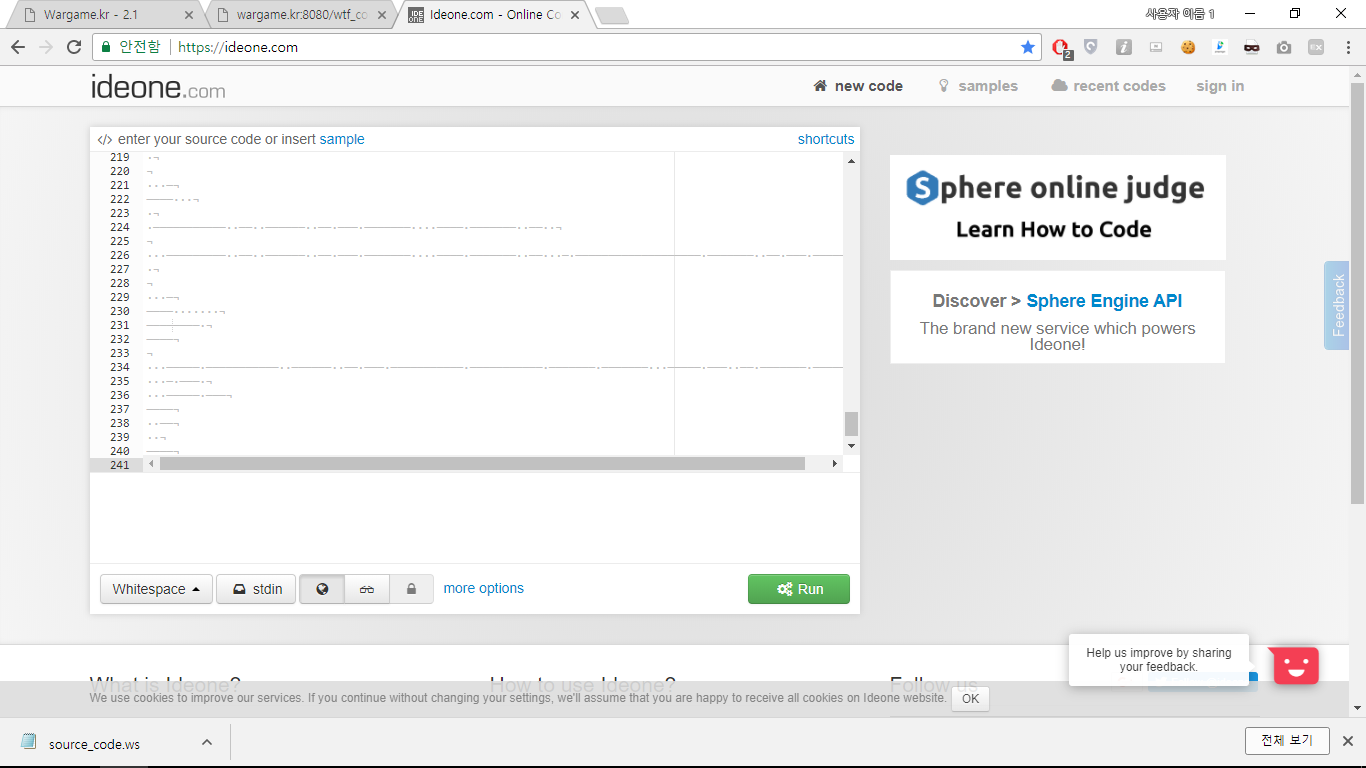 Wargame.kr - 2.1
wargame.kr:8080/wtf_co
Ideone.com - Online Co
사용자 이름 1
안전함
https://ideone.com
2
ideone.com
new code
samples
recent codes
sign in
</> enter your source code or insert sample
shortcuts
219
220
221
222
223
224
225
226
227
228
229
230
231
232
233
234
235
236
237
238
239
240
241
Sphere online judge
Learn How to Code
Discover > Sphere Engine API
The brand new service which powers
Ideone!
Feedback
Whitespace
stdin
more options
Run
Help us improve by sharing
your feedback.
What is Ideone?
How to use Ideone?
Follow us
We use cookies to improve our services. If you continue without changing your settings, we'll assume that you are happy to receive all cookies on Ideone website.
OK
source_code.ws
전체 보기